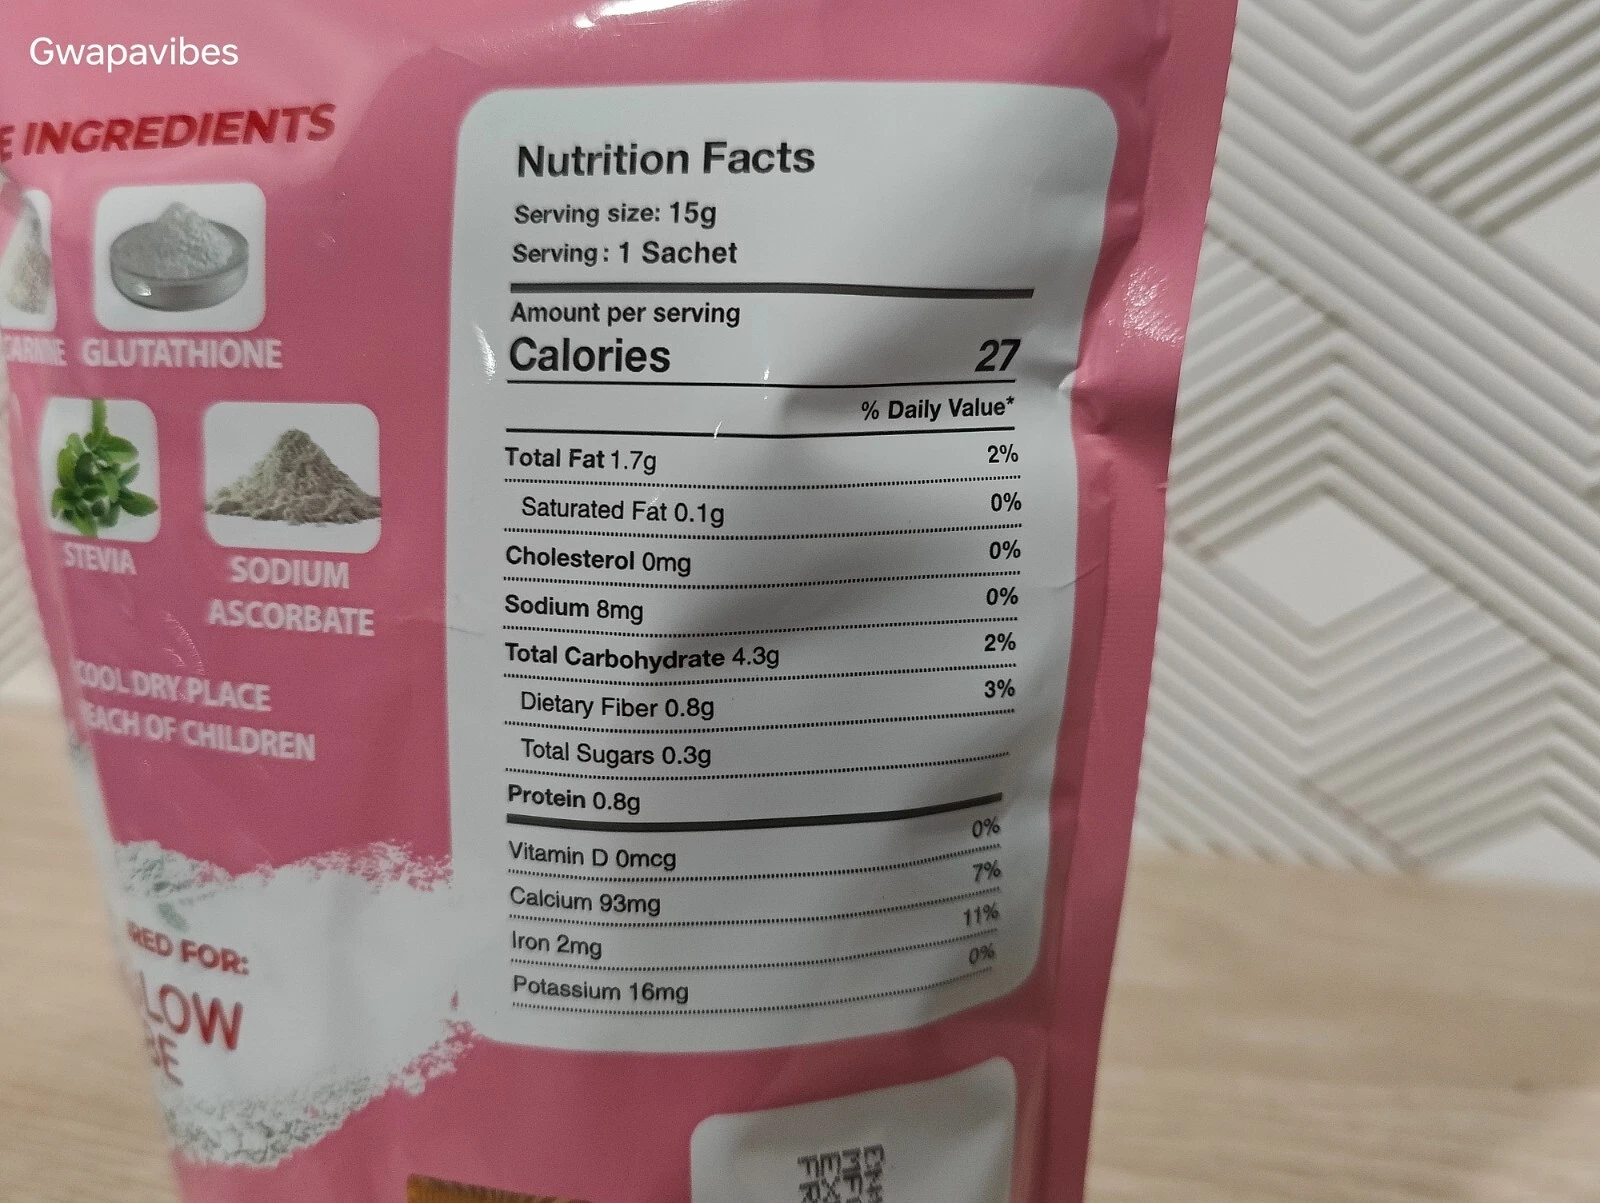 Gwapavibes
E INGREDIENTS
GLUTATHIONE
STEVIA
SODIUM
ASCORBATE
COOL DRY PLACE
EACH OF CHILDREN
RED FOR:
LOW
Nutrition Facts
Serving size: 15g
Serving: 1 Sachet
Amount per serving
Calories 27
% Daily Value*
Total Fat 1.7g 2%
Saturated Fat 0.1g 0%
Cholesterol 0mg 0%
Sodium 8mg 0%
Total Carbohydrate 4.3g 2%
Dietary Fiber 0.8g 3%
Total Sugars 0.3g
Protein 0.8g
Vitamin D 0mcg 0%
Calcium 93mg 7%
Iron 2mg 11%
Potassium 16mg 0%